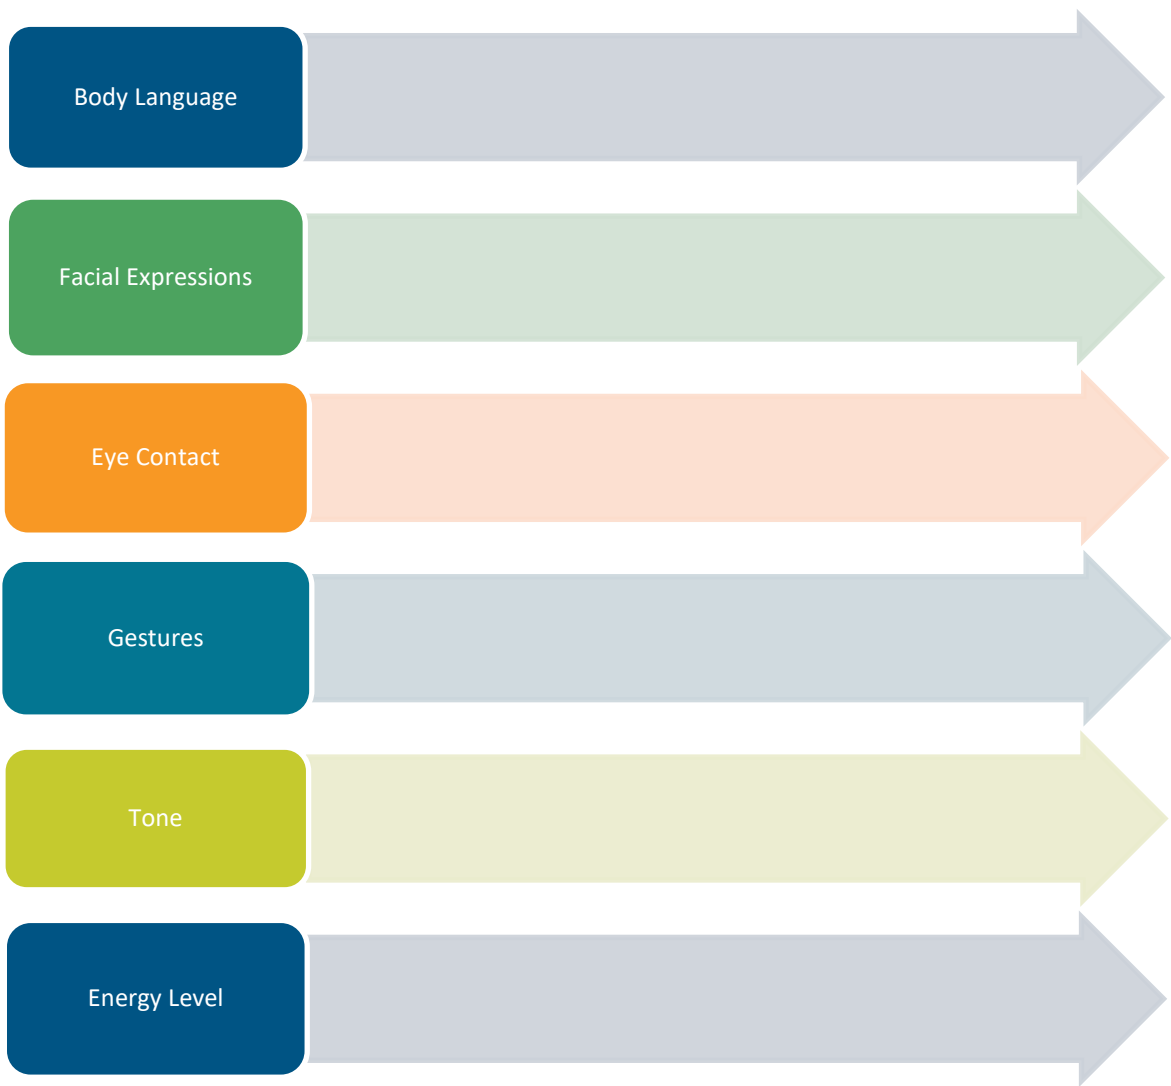 Body Language
Facial Expressions
Eye Contact
Gestures
Tone
Energy Level